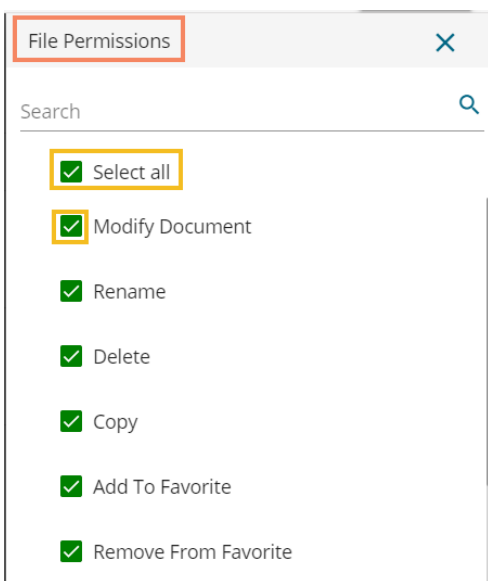 File Permissions
Search
Select all
Modify Document
Rename
Delete
Copy
Add To Favorite
Remove From Favorite